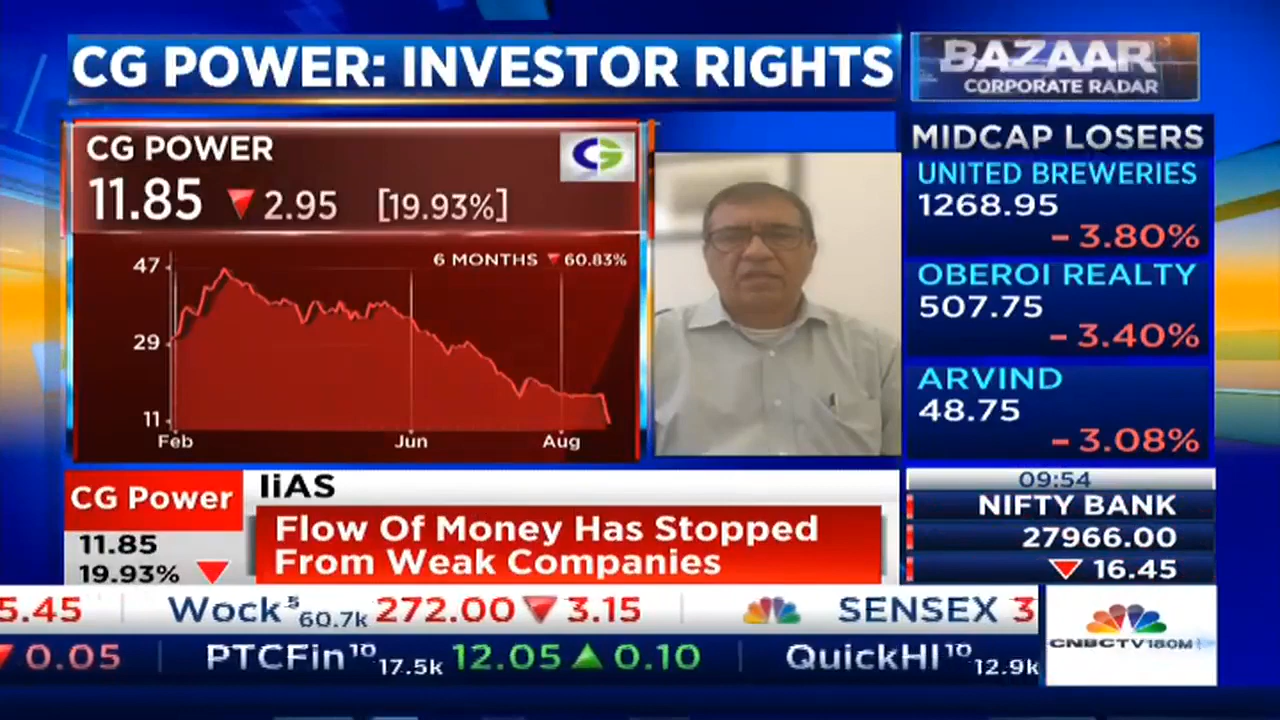 CG POWER: INVESTOR RIGHTS
BAZAAR
CORPORATE RADAR
CG POWER
11.85 ▼ 2.95 [19.93%]
6 MONTHS ▼ 60.83%
47
29
11
Feb Jun Aug
MIDCAP LOSERS
UNITED BREWERIES
1268.95
- 3.80%
OBEROI REALTY
507.75
- 3.40%
ARVIND
48.75
- 3.08%
CG Power
11.85
19.93% ▼
IiAS
Flow Of Money Has Stopped
From Weak Companies
09:54
NIFTY BANK
27966.00
▼ 16.45
5.45 Wock⁵ 60.7k 272.00 ▼ 3.15 SENSEX 3
▼ 0.05 PTCFin¹⁰ 17.5k 12.05 ▲ 0.10 QuickHl¹⁰ 12.9k
CNBCTV18